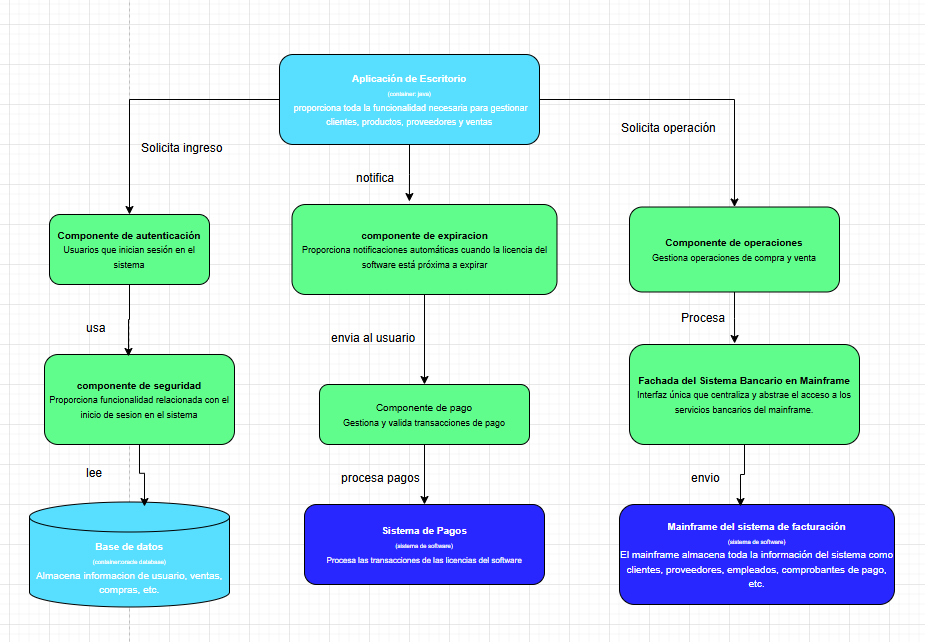 Aplicación de Escritorio
(container: java)
proporciona toda la funcionalidad necesaria para gestionar
clientes, productos, proveedores y ventas
Solicita ingreso
notifica
Solicita operación
Componente de autenticación
Usuarios que inician sesión en el
sistema
componente de expiracion
Proporciona notificaciones automáticas cuando la licencia del
software está próxima a expirar
Componente de operaciones
Gestiona operaciones de compra y venta
usa
envia al usuario
Procesa
componente de seguridad
Proporciona funcionalidad relacionada con el
inicio de sesion en el sistema
Componente de pago
Gestiona y valida transacciones de pago
Fachada del Sistema Bancario en Mainframe
Interfaz única que centraliza y abstrae el acceso a los
servicios bancarios del mainframe.
lee
procesa pagos
envio
Base de datos
(container:oracle database)
Almacena informacion de usuario, ventas,
compras, etc.
Sistema de Pagos
(sistema de software)
Procesa las transacciones de las licencias del software
Mainframe del sistema de facturación
(sistema de software)
El mainframe almacena toda la información del sistema como
clientes, proveedores, empleados, comprobantes de pago,
etc.